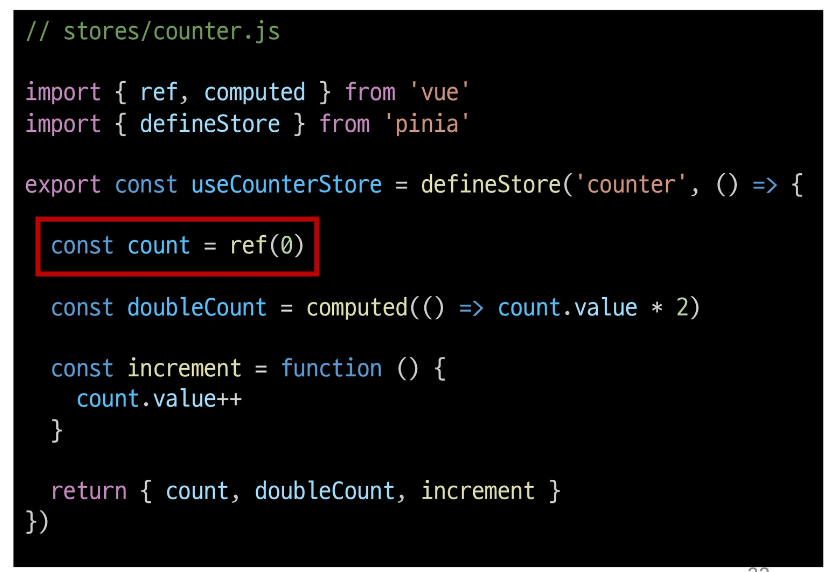 // stores/counter.js
import { ref, computed } from 'vue'
import { defineStore } from 'pinia'
export const useCounterStore = defineStore('counter', () => {
const count = ref(0)
const doubleCount = computed(() => count.value * 2)
const increment = function () {
count.value++
}
return { count, doubleCount, increment }
})